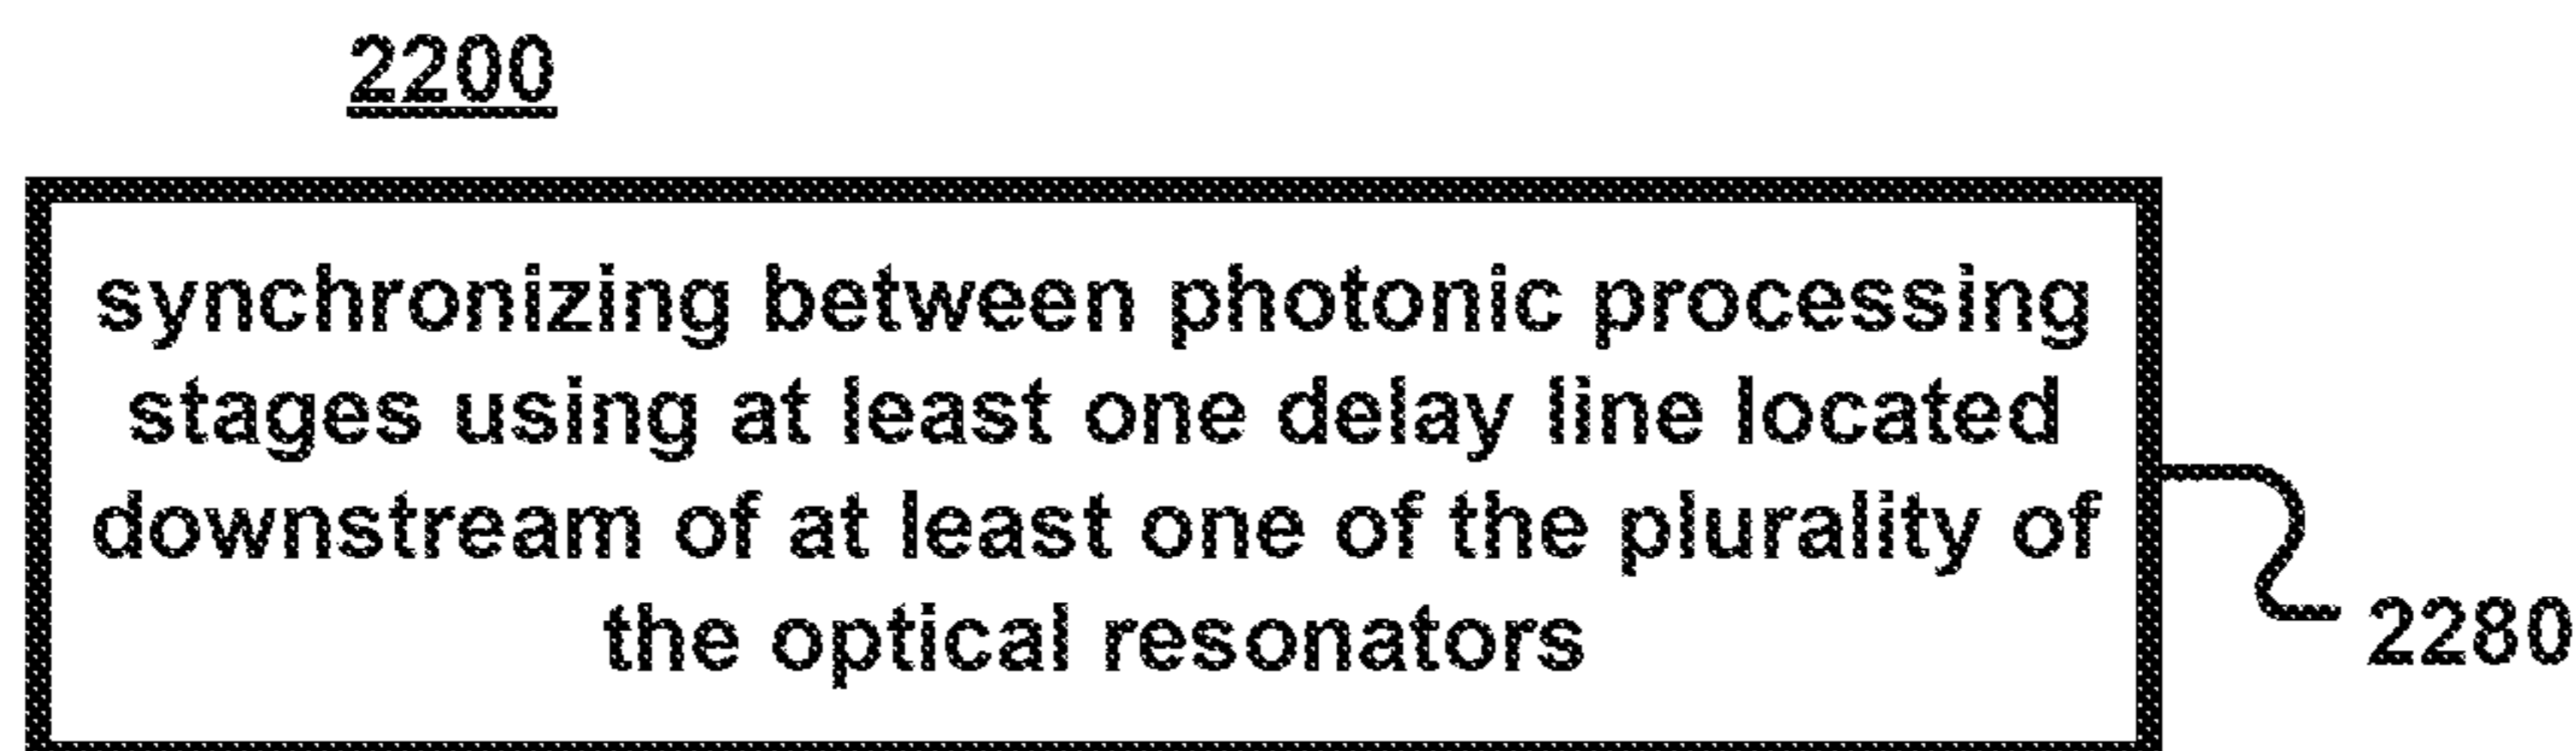 2200
synchronizing between photonic processing
stages using at least one delay line located
downstream of at least one of the plurality of
the optical resonators
2280